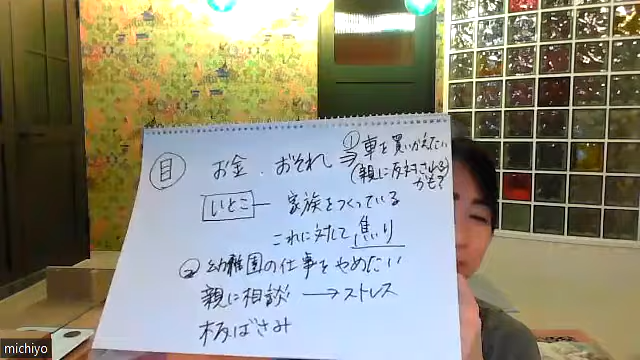 目 お金、おそれ ⇒ ①車を買いかえたい
(親に反対される
かも?
いとこ ― 家族をつくっている
これに対して焦り
② 幼稚園の仕事をやめたい
親に相談 → ストレス
板ばさみ
michiyo